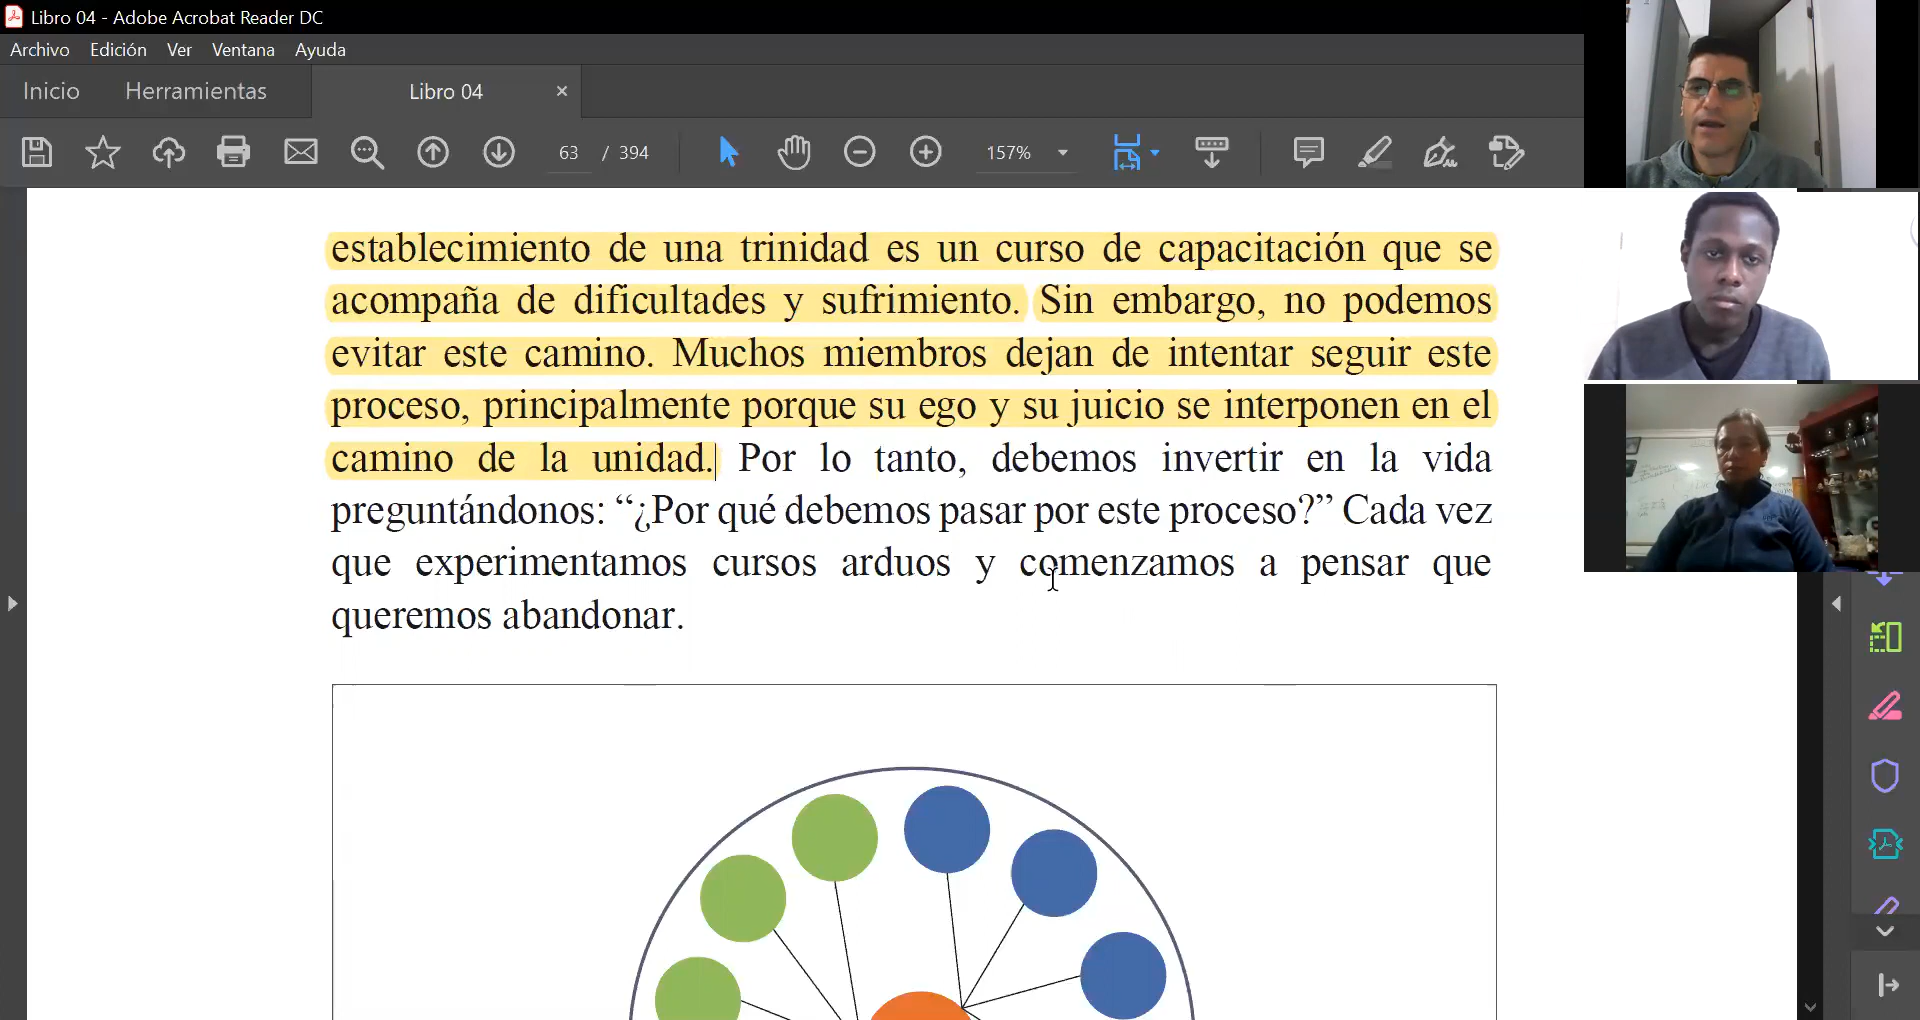 Libro 04 - Adobe Acrobat Reader DC
Archivo Edición Ver Ventana Ayuda
Inicio Herramientas Libro 04 ×
63 / 394 157%
establecimiento de una trinidad es un curso de capacitación que se
acompaña de dificultades y sufrimiento. Sin embargo, no podemos
evitar este camino. Muchos miembros dejan de intentar seguir este
proceso, principalmente porque su ego y su juicio se interponen en el
camino de la unidad. Por lo tanto, debemos invertir en la vida
preguntándonos: “¿Por qué debemos pasar por este proceso?” Cada vez
que experimentamos cursos arduos y comenzamos a pensar que
queremos abandonar.